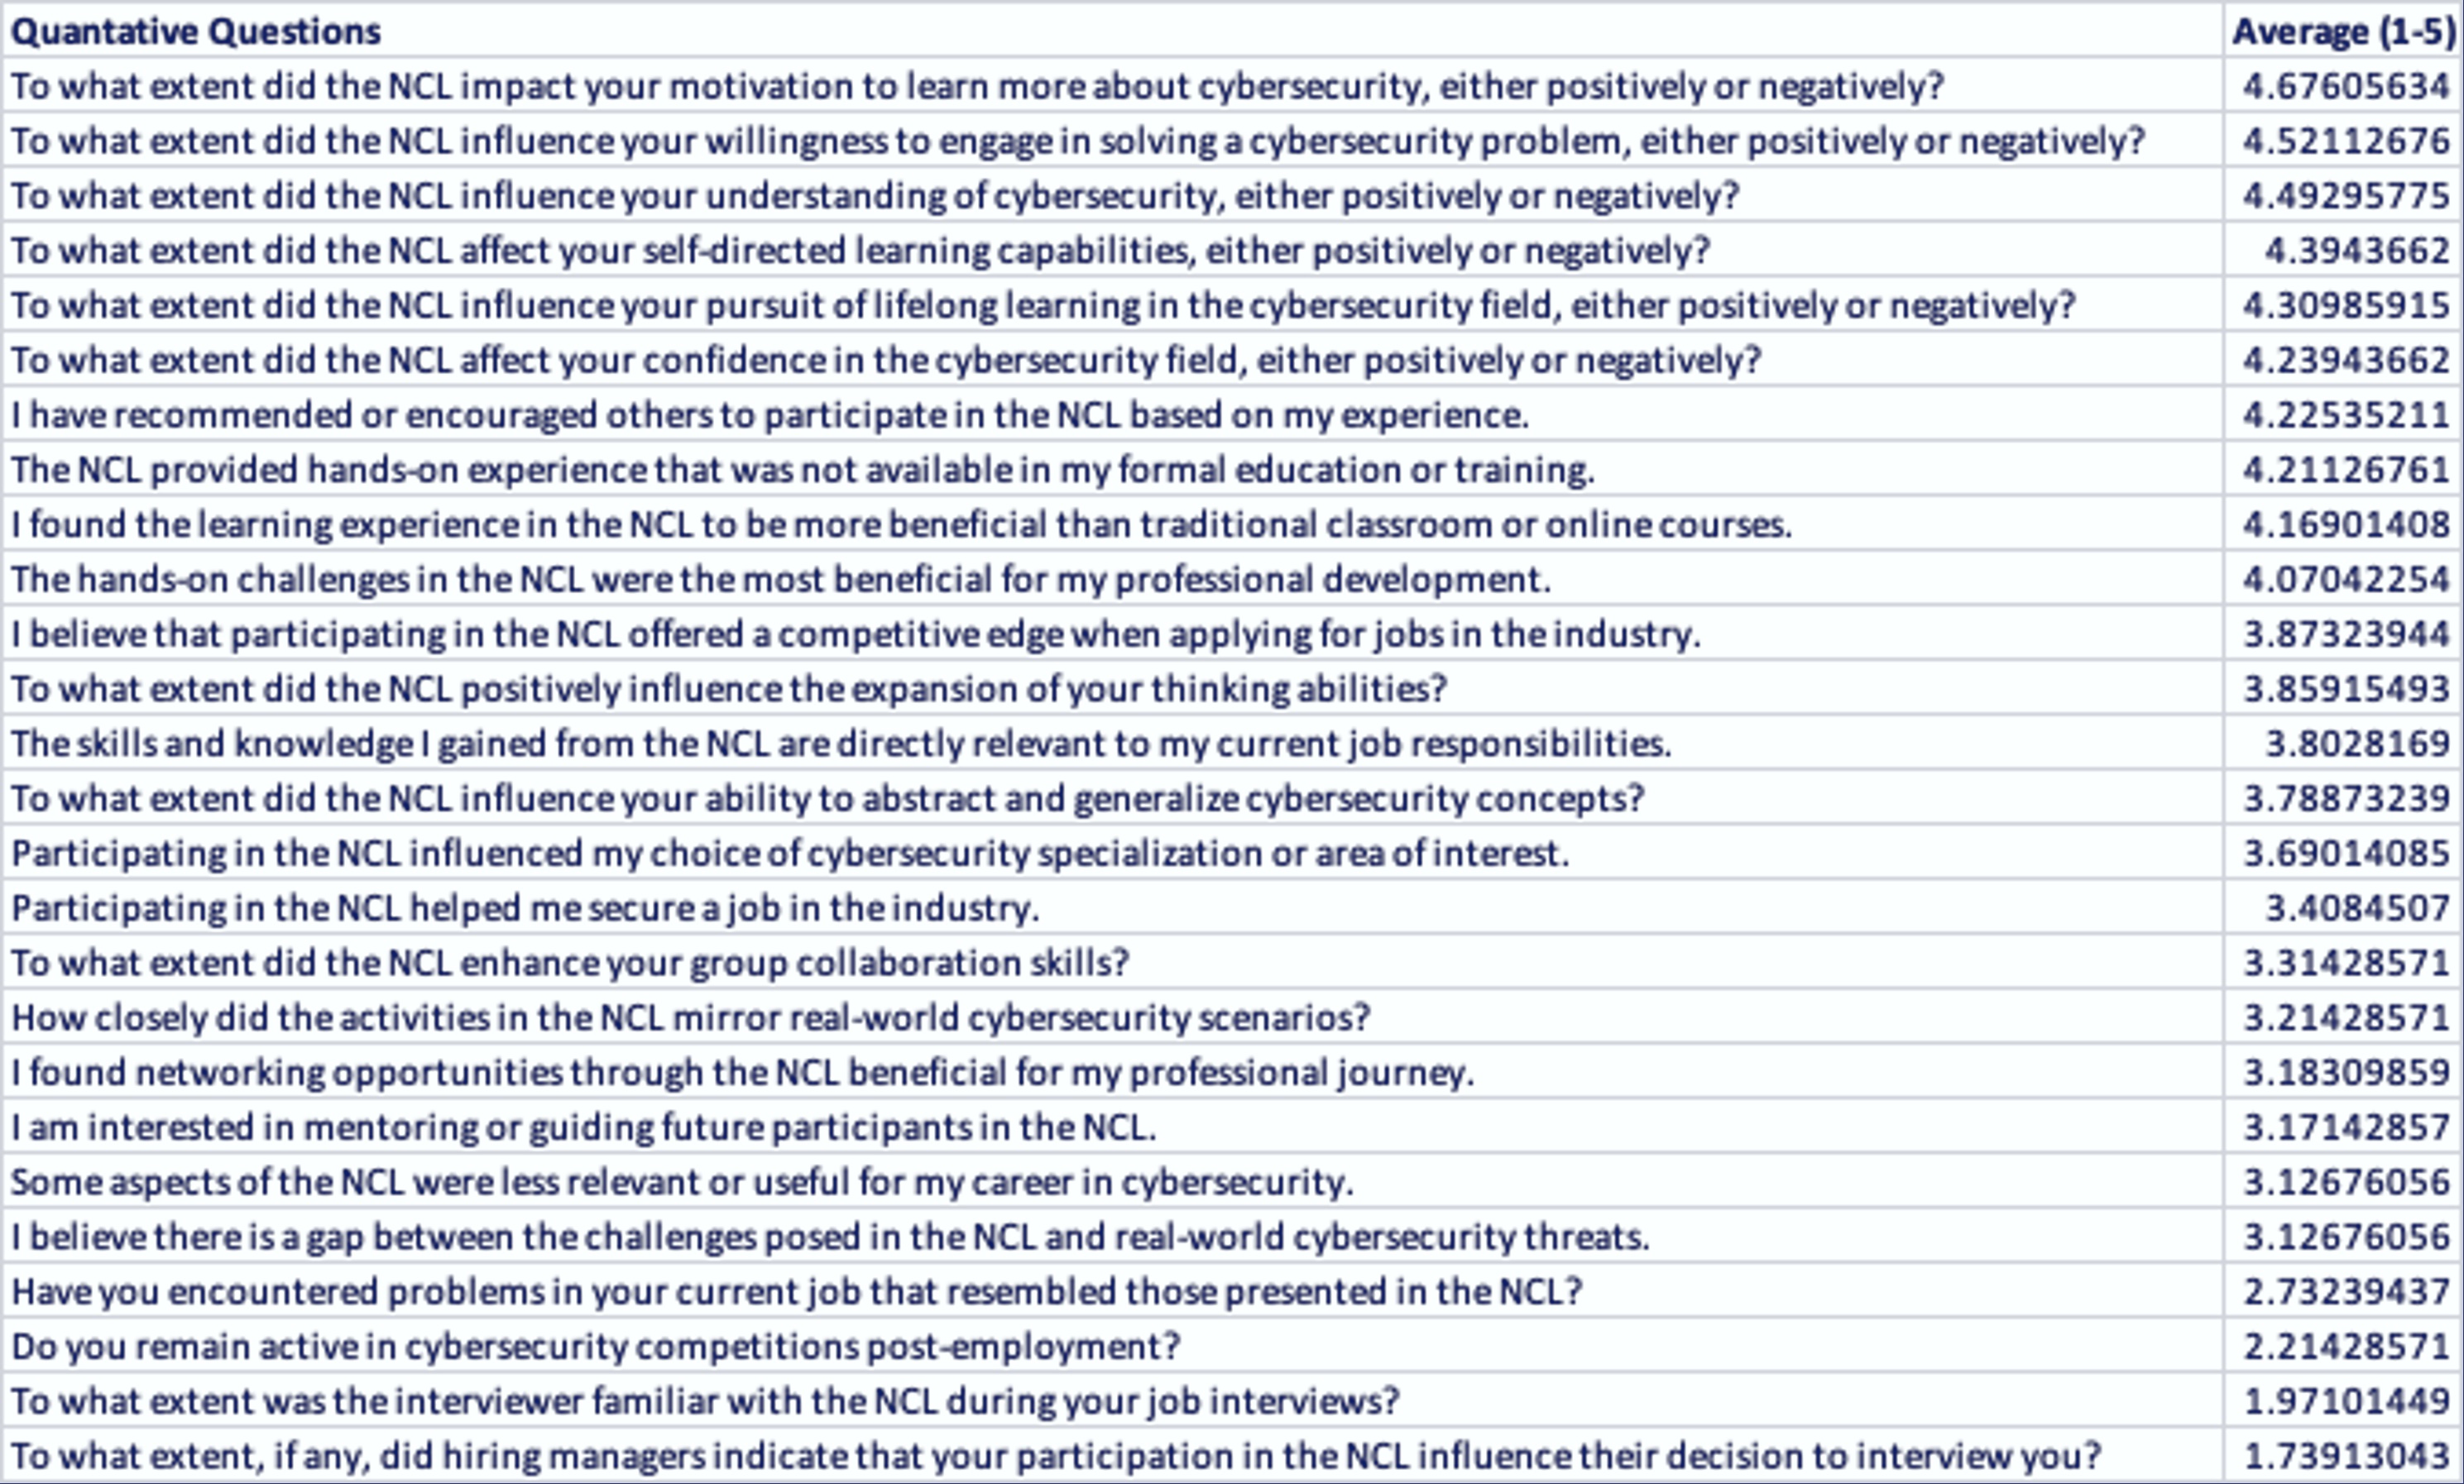 Quantative Questions Average (1-5)
To what extent did the NCL impact your motivation to learn more about cybersecurity, either positively or negatively? 4.67605634
To what extent did the NCL influence your willingness to engage in solving a cybersecurity problem, either positively or negatively? 4.52112676
To what extent did the NCL influence your understanding of cybersecurity, either positively or negatively? 4.49295775
To what extent did the NCL affect your self-directed learning capabilities, either positively or negatively? 4.3943662
To what extent did the NCL influence your pursuit of lifelong learning in the cybersecurity field, either positively or negatively? 4.30985915
To what extent did the NCL affect your confidence in the cybersecurity field, either positively or negatively? 4.23943662
I have recommended or encouraged others to participate in the NCL based on my experience. 4.22535211
The NCL provided hands-on experience that was not available in my formal education or training. 4.21126761
I found the learning experience in the NCL to be more beneficial than traditional classroom or online courses. 4.16901408
The hands-on challenges in the NCL were the most beneficial for my professional development. 4.07042254
I believe that participating in the NCL offered a competitive edge when applying for jobs in the industry. 3.87323944
To what extent did the NCL positively influence the expansion of your thinking abilities? 3.85915493
The skills and knowledge I gained from the NCL are directly relevant to my current job responsibilities. 3.8028169
To what extent did the NCL influence your ability to abstract and generalize cybersecurity concepts? 3.78873239
Participating in the NCL influenced my choice of cybersecurity specialization or area of interest. 3.69014085
Participating in the NCL helped me secure a job in the industry. 3.4084507
To what extent did the NCL enhance your group collaboration skills? 3.31428571
How closely did the activities in the NCL mirror real-world cybersecurity scenarios? 3.21428571
I found networking opportunities through the NCL beneficial for my professional journey. 3.18309859
I am interested in mentoring or guiding future participants in the NCL. 3.17142857
Some aspects of the NCL were less relevant or useful for my career in cybersecurity. 3.12676056
I believe there is a gap between the challenges posed in the NCL and real-world cybersecurity threats. 3.12676056
Have you encountered problems in your current job that resembled those presented in the NCL? 2.73239437
Do you remain active in cybersecurity competitions post-employment? 2.21428571
To what extent was the interviewer familiar with the NCL during your job interviews? 1.97101449
To what extent, if any, did hiring managers indicate that your participation in the NCL influence their decision to interview you? 1.73913043